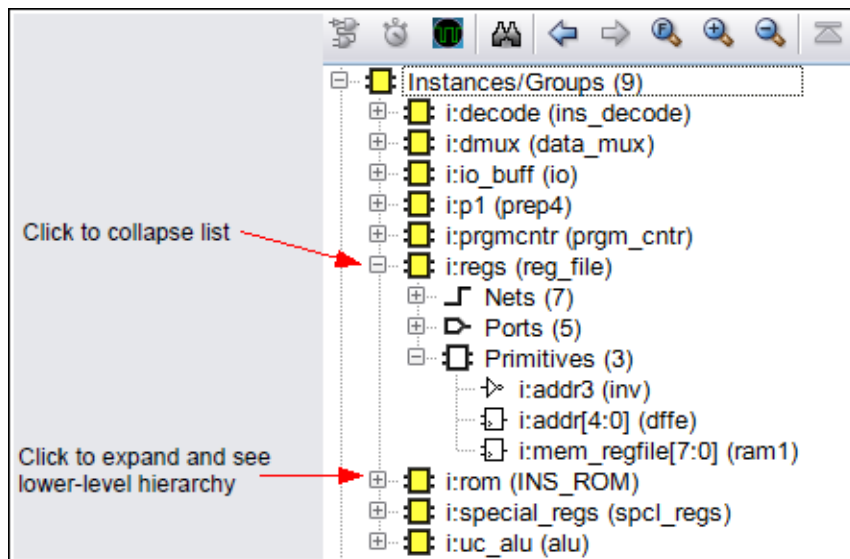 Instances/Groups (9)
i:decode (ins_decode)
i:dmux (data_mux)
i:io_buff (io)
i:p1 (prep4)
i:prgmcntr (prgm_cntr)
Click to collapse list
i:regs (reg_file)
Nets (7)
Ports (5)
Primitives (3)
i:addr3 (inv)
i:addr[4:0] (dffe)
i:mem_regfile[7:0] (ram1)
Click to expand and see
lower-level hierarchy
i:rom (INS_ROM)
i:special_regs (spcl_regs)
i:uc_alu (alu)